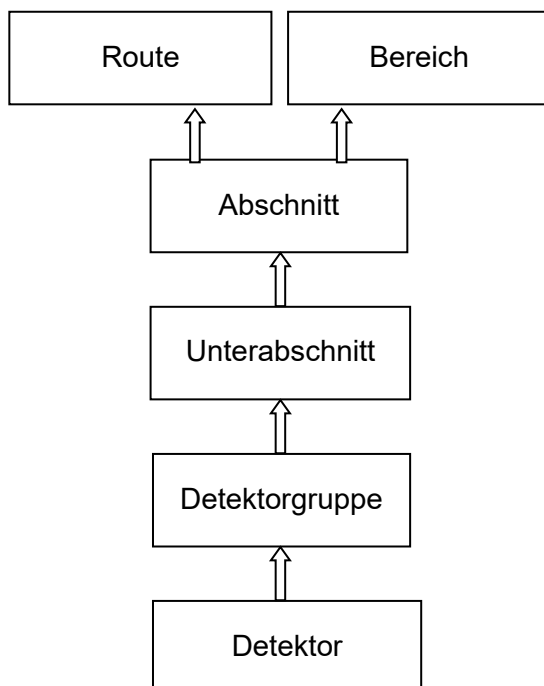 Route
Bereich
Abschnitt
Unterabschnitt
Detektorgruppe
Detektor